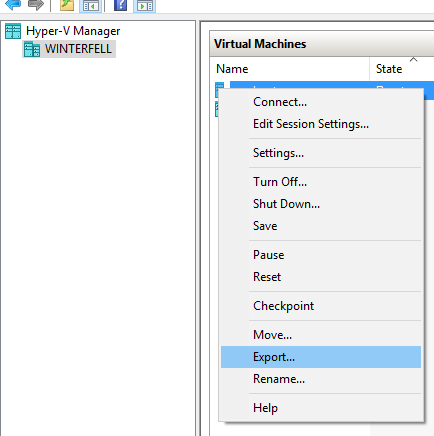 Hyper-V Manager
WINTERFELL
Virtual Machines
Name
State
Connect...
Edit Session Settings...
Settings...
Turn Off...
Shut Down...
Save
Pause
Reset
Checkpoint
Move...
Export...
Rename...
Help